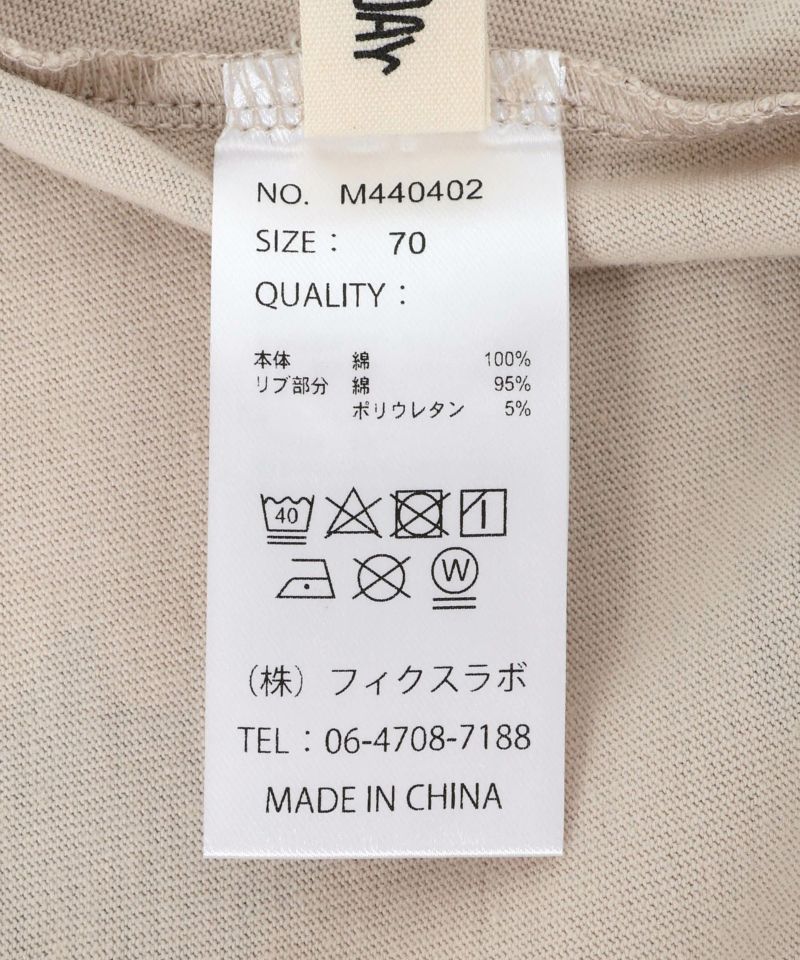 NO. M440402
SIZE : 70
QUALITY :
本体 綿 100%
リブ部分 綿 95%
ポリウレタン 5%
40
W
(株) フィクスラボ
TEL : 06-4708-7188
MADE IN CHINA